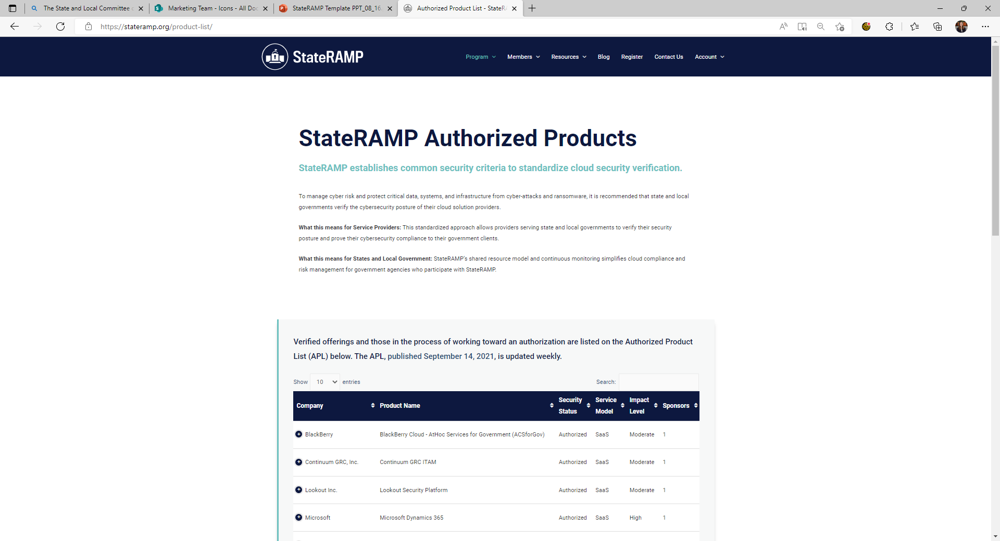 The State and Local Committee
Marketing Team - Icons - All Doc
StateRAMP Template PPT_08_16.
Authorized Product List - StateRA
https://stateramp.org/product-list/
StateRAMP
Program
Members
Resources
Blog
Register
Contact Us
Account
StateRAMP Authorized Products
StateRAMP establishes common security criteria to standardize cloud security verification.
To manage cyber risk and protect critical data, systems, and infrastructure from cyber-attacks and ransomware, it is recommended that state and local
governments verify the cybersecurity posture of their cloud solution providers.
What this means for Service Providers: This standardized approach allows providers serving state and local governments to verify their security
posture and prove their cybersecurity compliance to their government clients.
What this means for States and Local Government: StateRAMP's shared resource model and continuous monitoring simplifies cloud compliance and
risk management for government agencies who participate with StateRAMP.
Verified offerings and those in the process of working toward an authorization are listed on the Authorized Product
List (APL) below. The APL, published September 14, 2021, is updated weekly.
Show 10 entries
Search:
Company Product Name Security Status Service Model Impact Level Sponsors
BlackBerry BlackBerry Cloud - AtHoc Services for Government (ACSforGov) Authorized SaaS Moderate 1
Continuum GRC, Inc. Continuum GRC ITAM Authorized SaaS Moderate 1
Lookout Inc. Lookout Security Platform Authorized SaaS Moderate 1
Microsoft Microsoft Dynamics 365 Authorized SaaS High 1